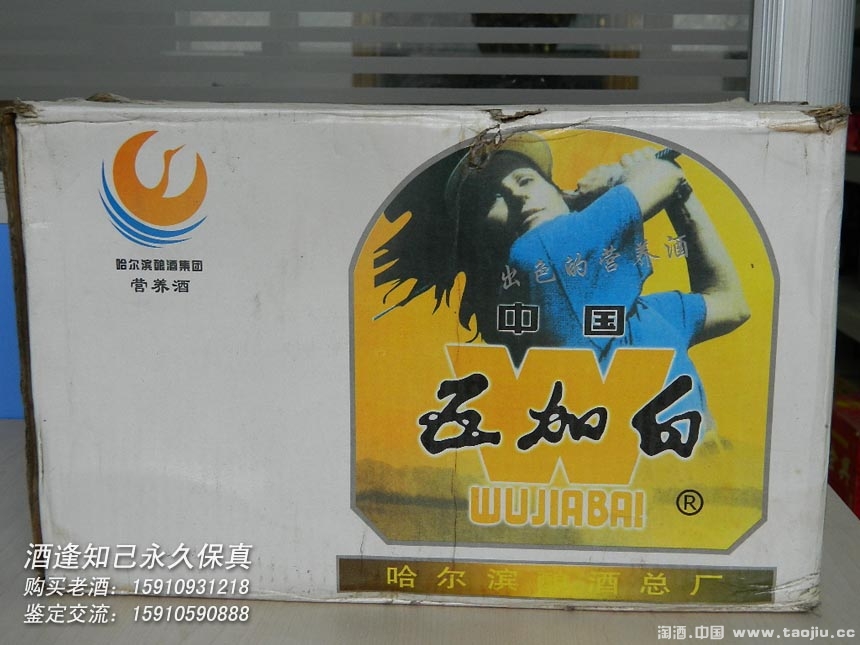 哈尔滨酿酒集团
营养酒
出色的营养酒
中国
W
五加白
WUJIABAI ®
哈尔滨酿酒总厂
酒逢知己永久保真
购买老酒：15910931218
鉴定交流：15910590888
淘酒.中国 www.taojiu.cc